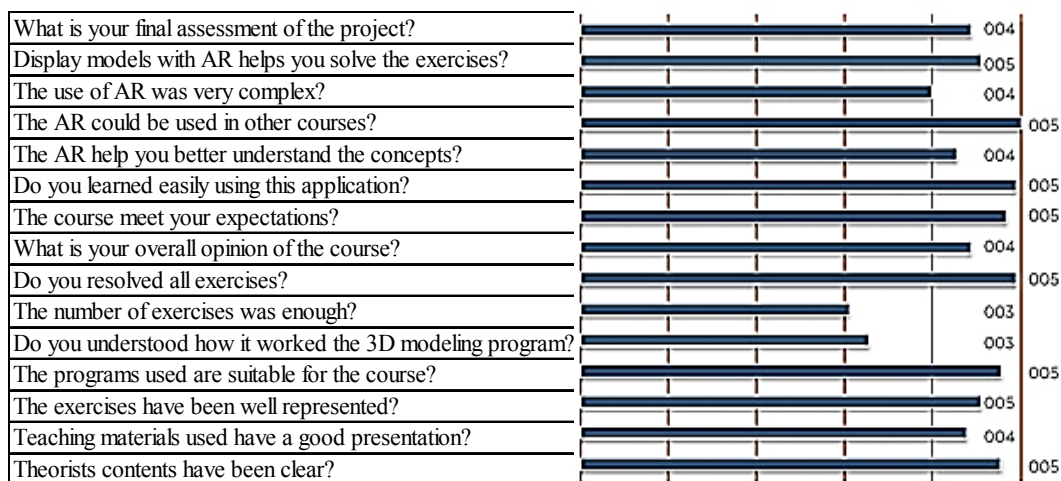 What is your final assessment of the project? 004
Display models with AR helps you solve the exercises? 005
The use of AR was very complex? 004
The AR could be used in other courses? 005
The AR help you better understand the concepts? 004
Do you learned easily using this application? 005
The course meet your expectations? 005
What is your overall opinion of the course? 004
Do you resolved all exercises? 005
The number of exercises was enough? 003
Do you understood how it worked the 3D modeling program? 003
The programs used are suitable for the course? 005
The exercises have been well represented? 005
Teaching materials used have a good presentation? 004
Theorists contents have been clear? 005